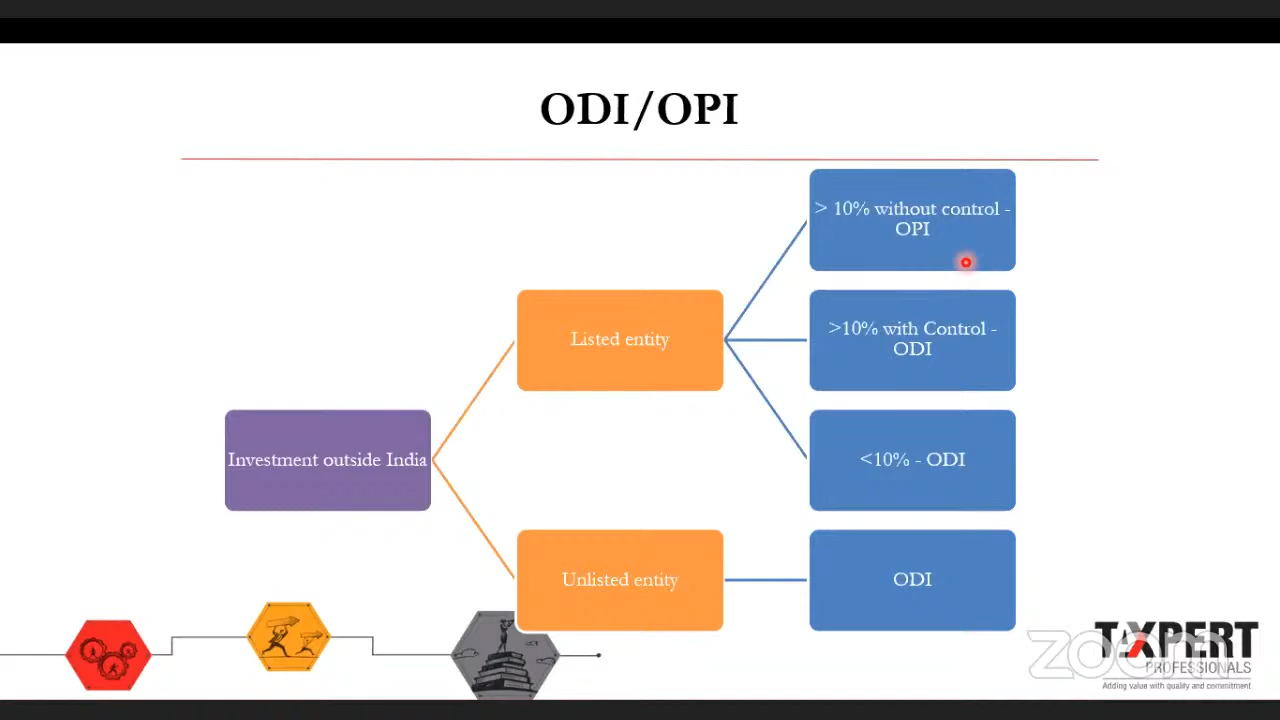 ODI/OPI
> 10% without control -
OPI
Listed entity
>10% with Control -
ODI
Investment outside India
<10% - ODI
Unlisted entity
ODI
zoom
TAXPERT
PROFESSIONALS
Adding value with quality and commitment